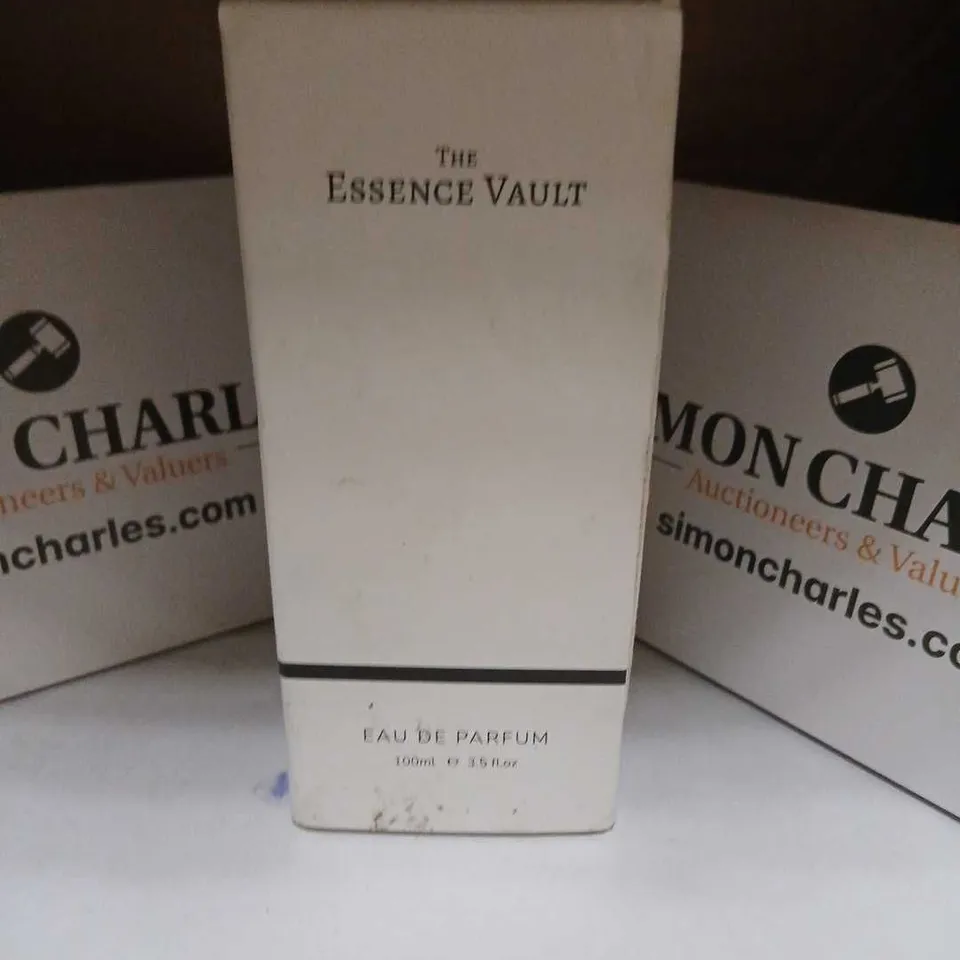 THE
ESSENCE VAULT
EAU DE PARFUM
100ml ℮ 3.5 fl.oz
CHARL
neers & Valuers
ncharles.com
MON CHA
Auctioneers & Valu
simoncharles.co